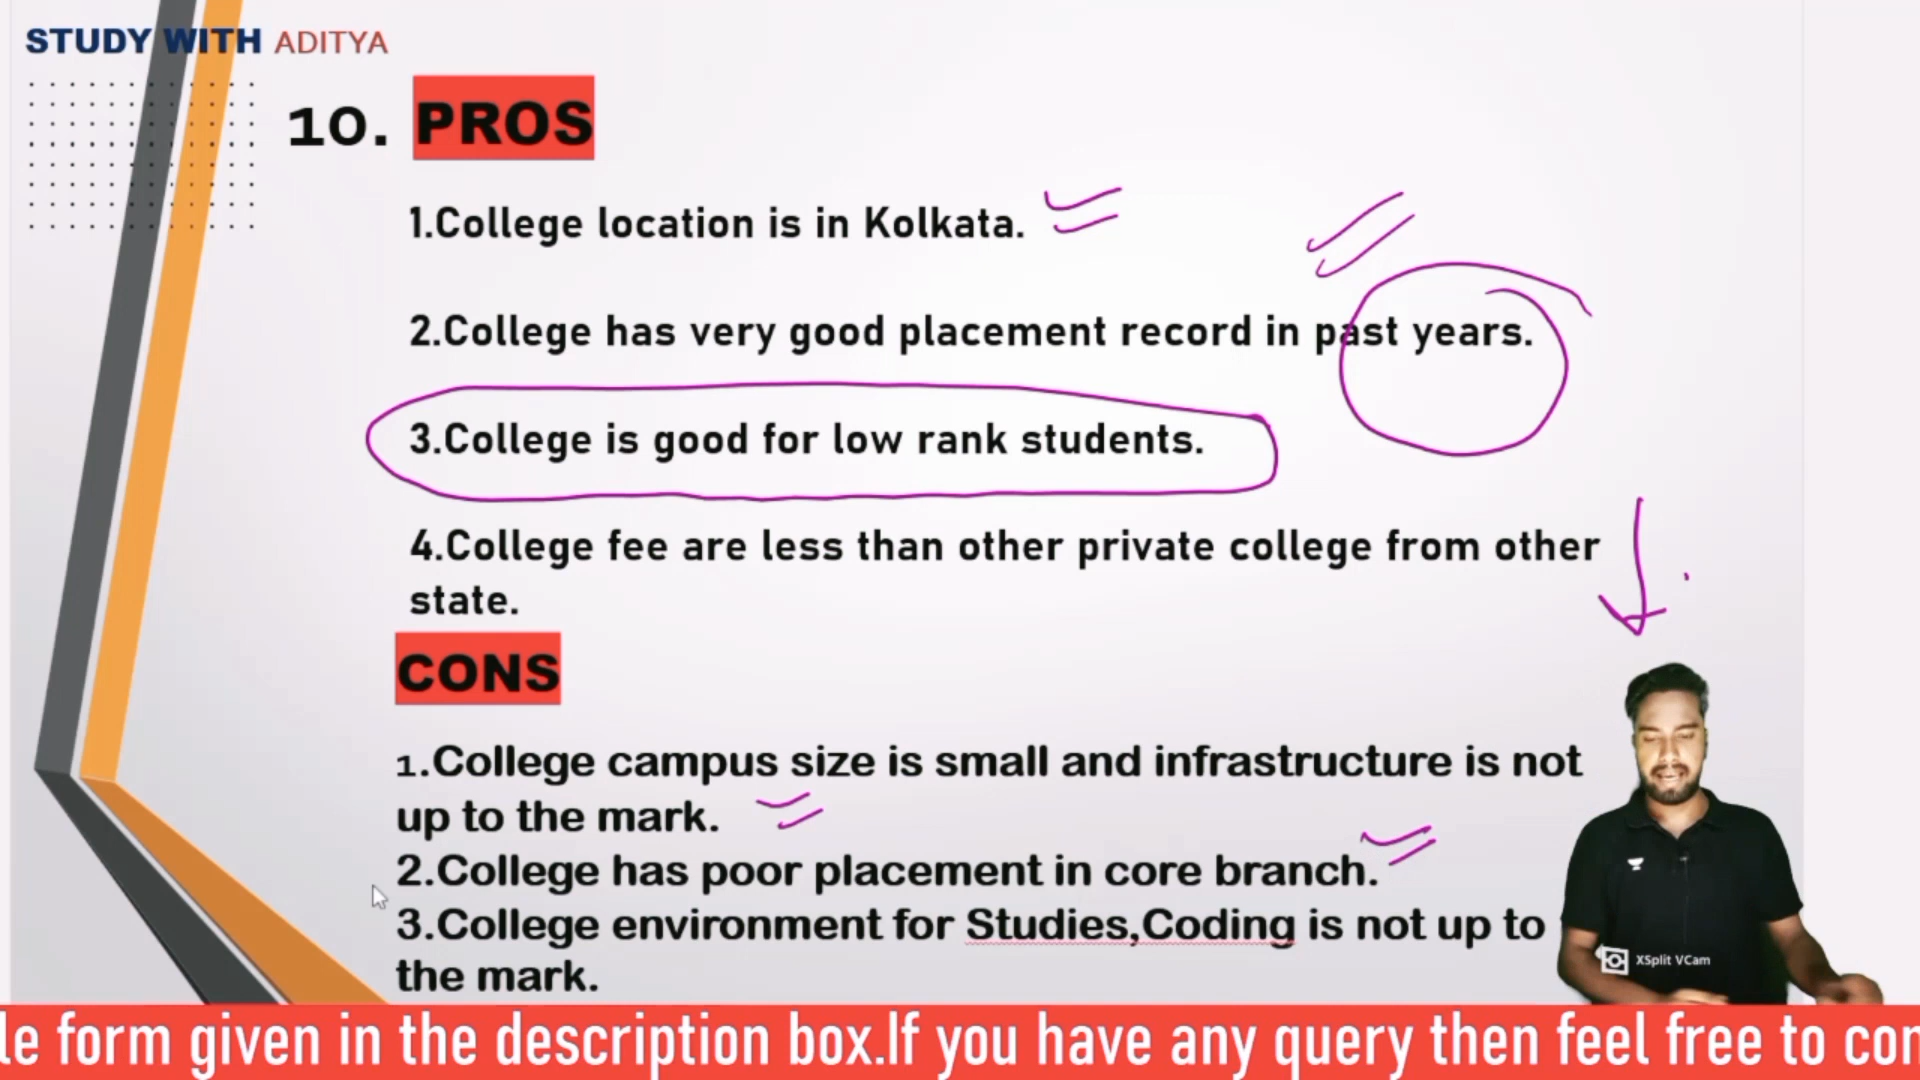 STUDY WITH ADITYA
10. PROS
1.College location is in Kolkata.
2.College has very good placement record in past years.
3.College is good for low rank students.
4.College fee are less than other private college from other
state.
CONS
1.College campus size is small and infrastructure is not
up to the mark.
2.College has poor placement in core branch.
3.College environment for Studies,Coding is not up to
the mark.
XSplit VCam
le form given in the description box.If you have any query then feel free to con